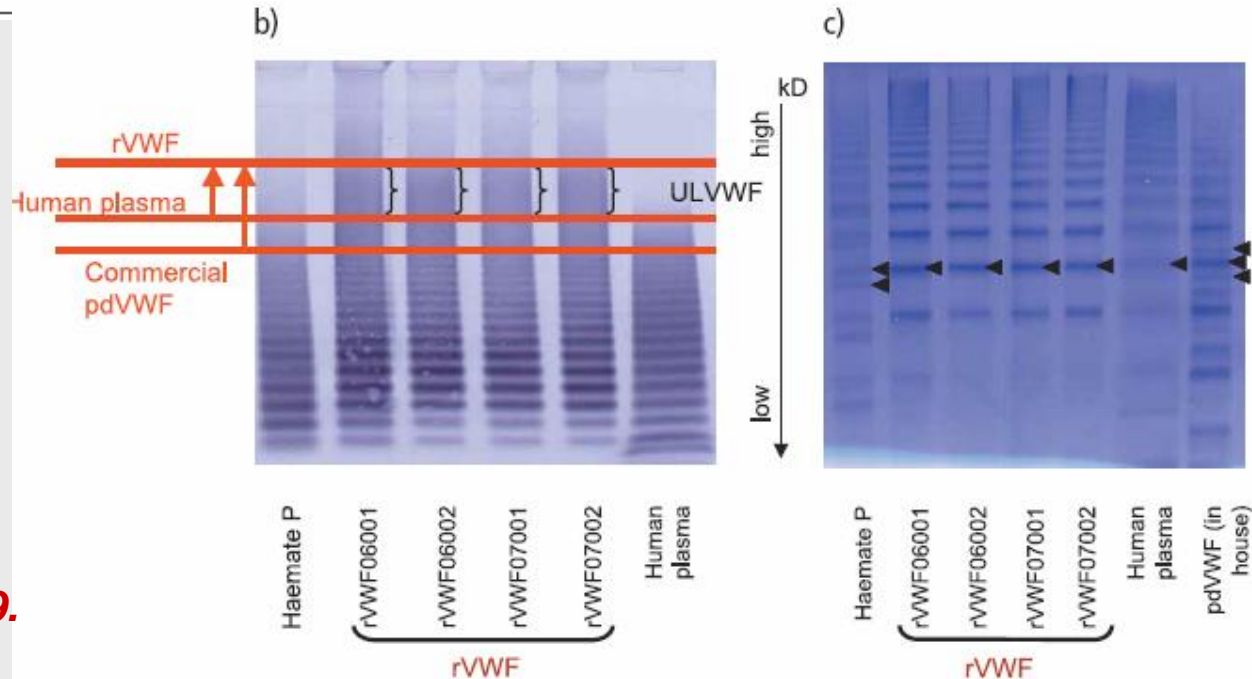 b)
c)
rVWF
Human plasma
Commercial
pdVWF
ULVWF
kD
high
low
Haemate P
rVWF06001
rVWF06002
rVWF07001
rVWF07002
Human
plasma
rVWF
Haemate P
rVWF06001
rVWF06002
rVWF07001
rVWF07002
Human
plasma
pdVWF (in
house)
rVWF
9.